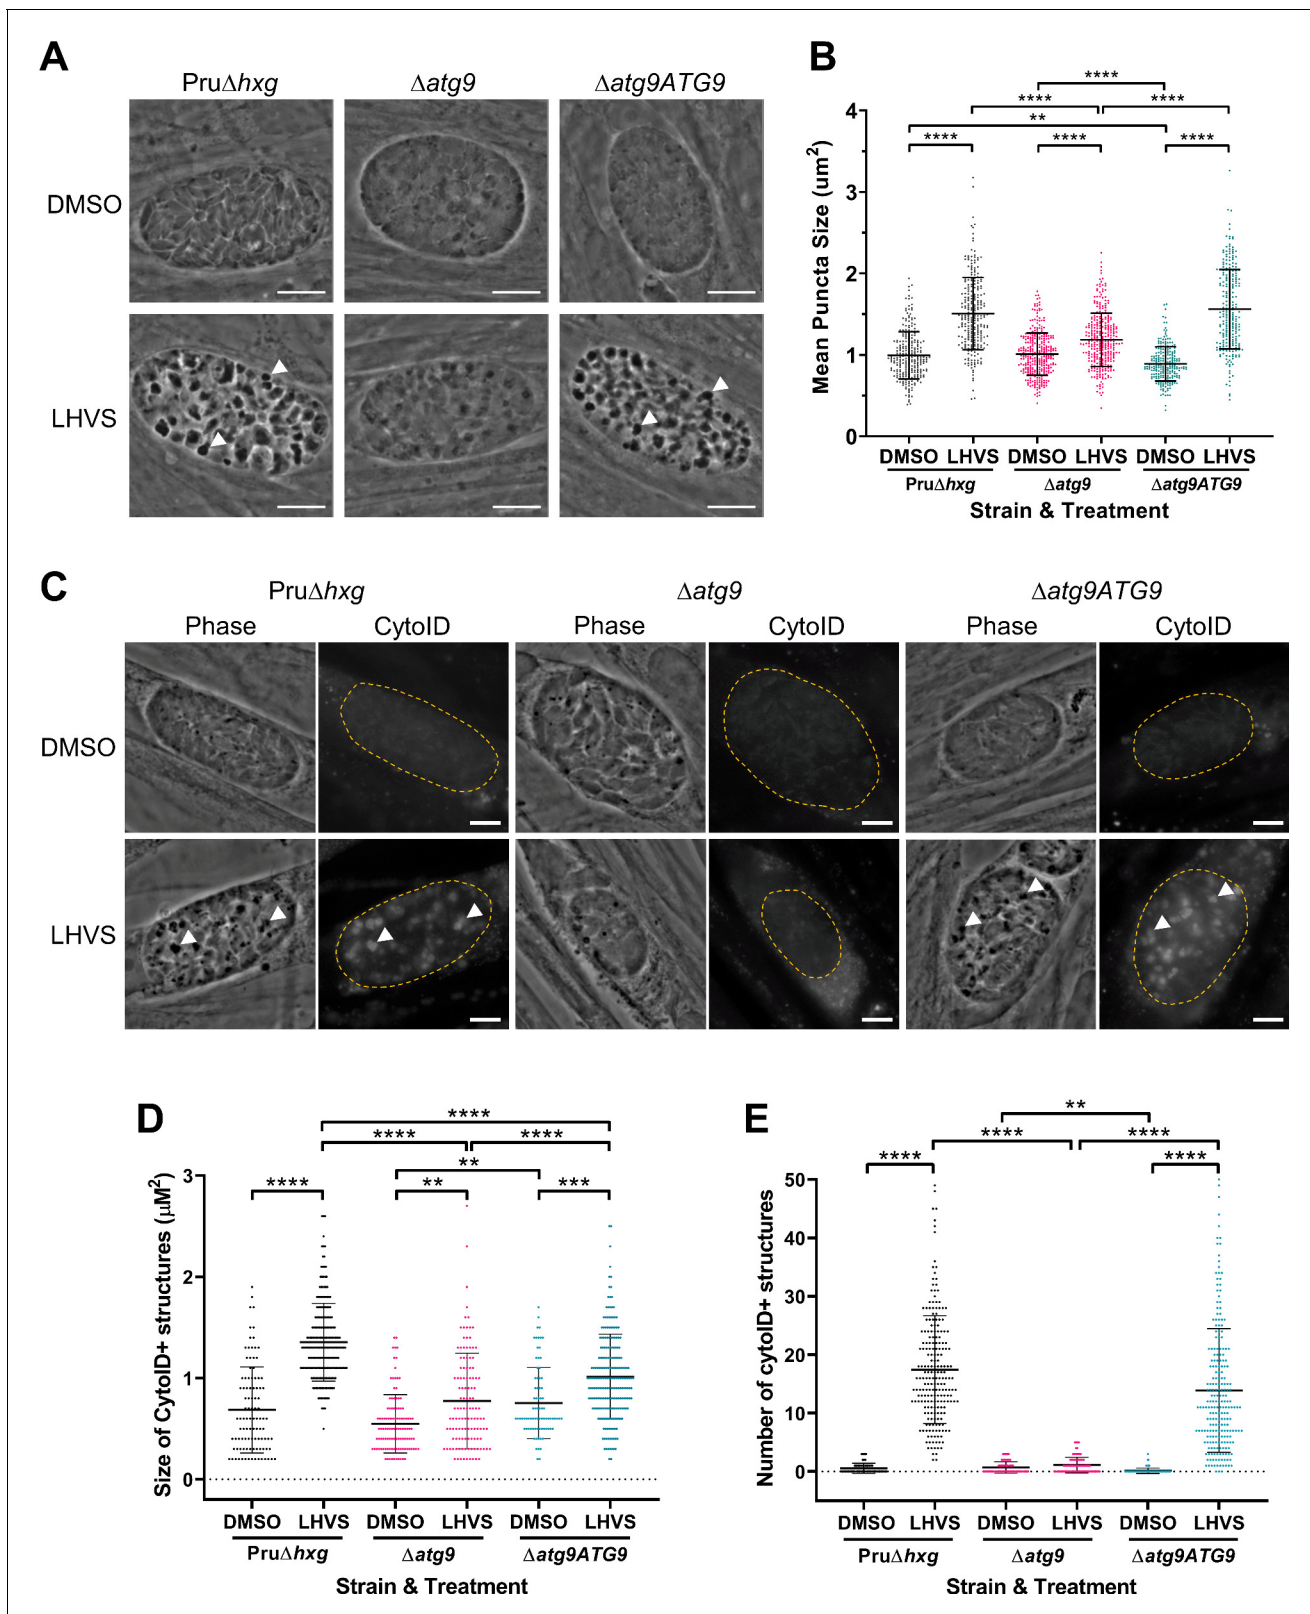 A
PruΔhxg Δatg9 Δatg9ATG9
DMSO
LHVS
B
****
**** ****
**
**** **** ****
Mean Puncta Size (um²)
4
3
2
1
0
DMSO LHVS DMSO LHVS DMSO LHVS
PruΔhxg Δatg9 Δatg9ATG9
Strain & Treatment
C
PruΔhxg Δatg9 Δatg9ATG9
Phase CytoID Phase CytoID Phase CytoID
DMSO
LHVS
D
****
**** ****
**
**** ** ***
Size of CytoID+ structures (μM²)
3
2
1
0
DMSO LHVS DMSO LHVS DMSO LHVS
PruΔhxg Δatg9 Δatg9ATG9
Strain & Treatment
E
**
**** ****
**** ****
Number of cytoID+ structures
50
40
30
20
10
0
DMSO LHVS DMSO LHVS DMSO LHVS
PruΔhxg Δatg9 Δatg9ATG9
Strain & Treatment